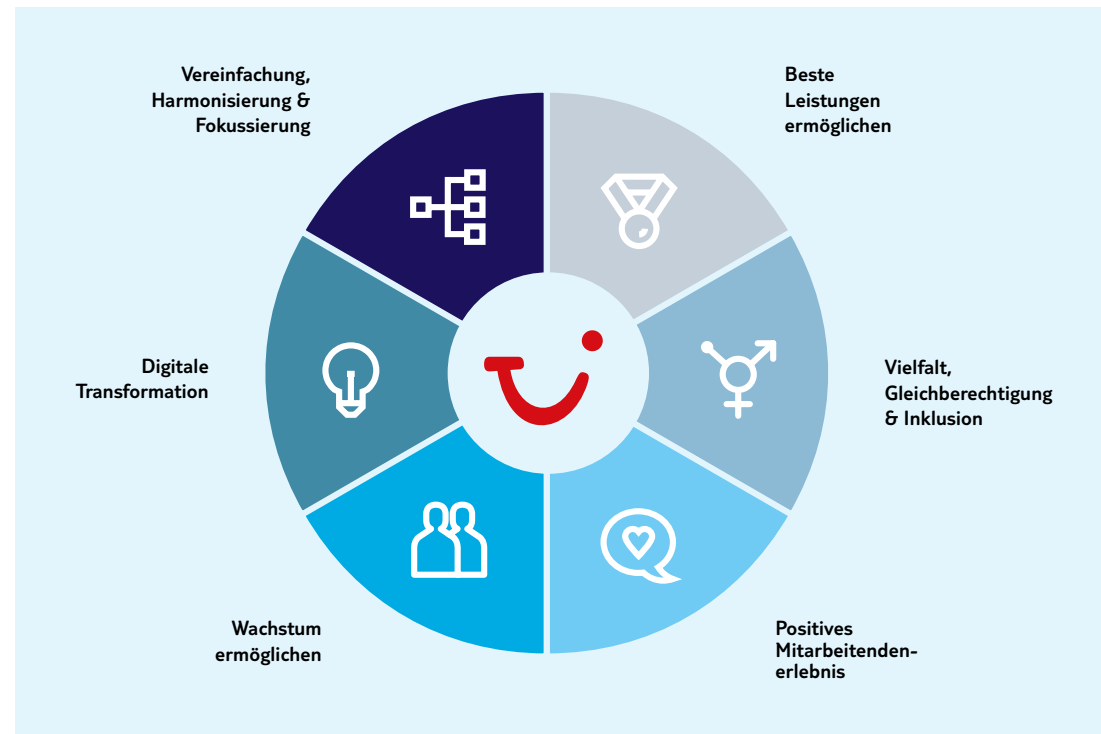 Vereinfachung,
Harmonisierung &
Fokussierung
Beste
Leistungen
ermöglichen
Digitale
Transformation
Vielfalt,
Gleichberechtigung
& Inklusion
Wachstum
ermöglichen
Positives
Mitarbeitenden-
erlebnis